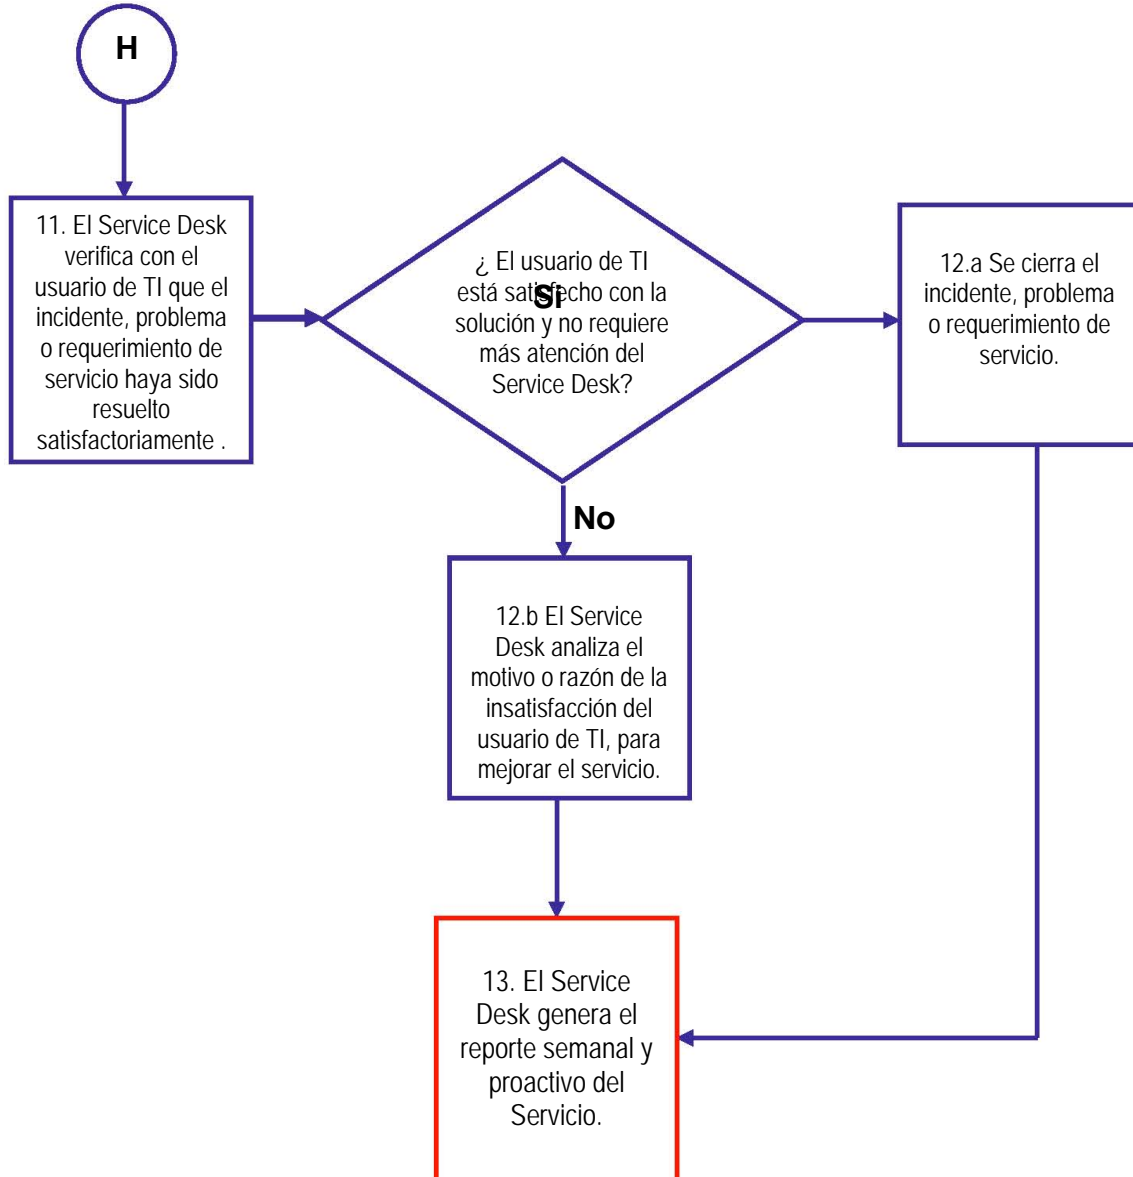 H
11. El Service Desk
verifica con el
usuario de TI que el
incidente, problema
o requerimiento de
servicio haya sido
resuelto
satisfactoriamente .
¿ El usuario de TI
está satisfecho con la
solución y no requiere
más atención del
Service Desk?
Si
12.a Se cierra el
incidente, problema
o requerimiento de
servicio.
No
12.b El Service
Desk analiza el
motivo o razón de la
insatisfacción del
usuario de TI, para
mejorar el servicio.
13. El Service
Desk genera el
reporte semanal y
proactivo del
Servicio.